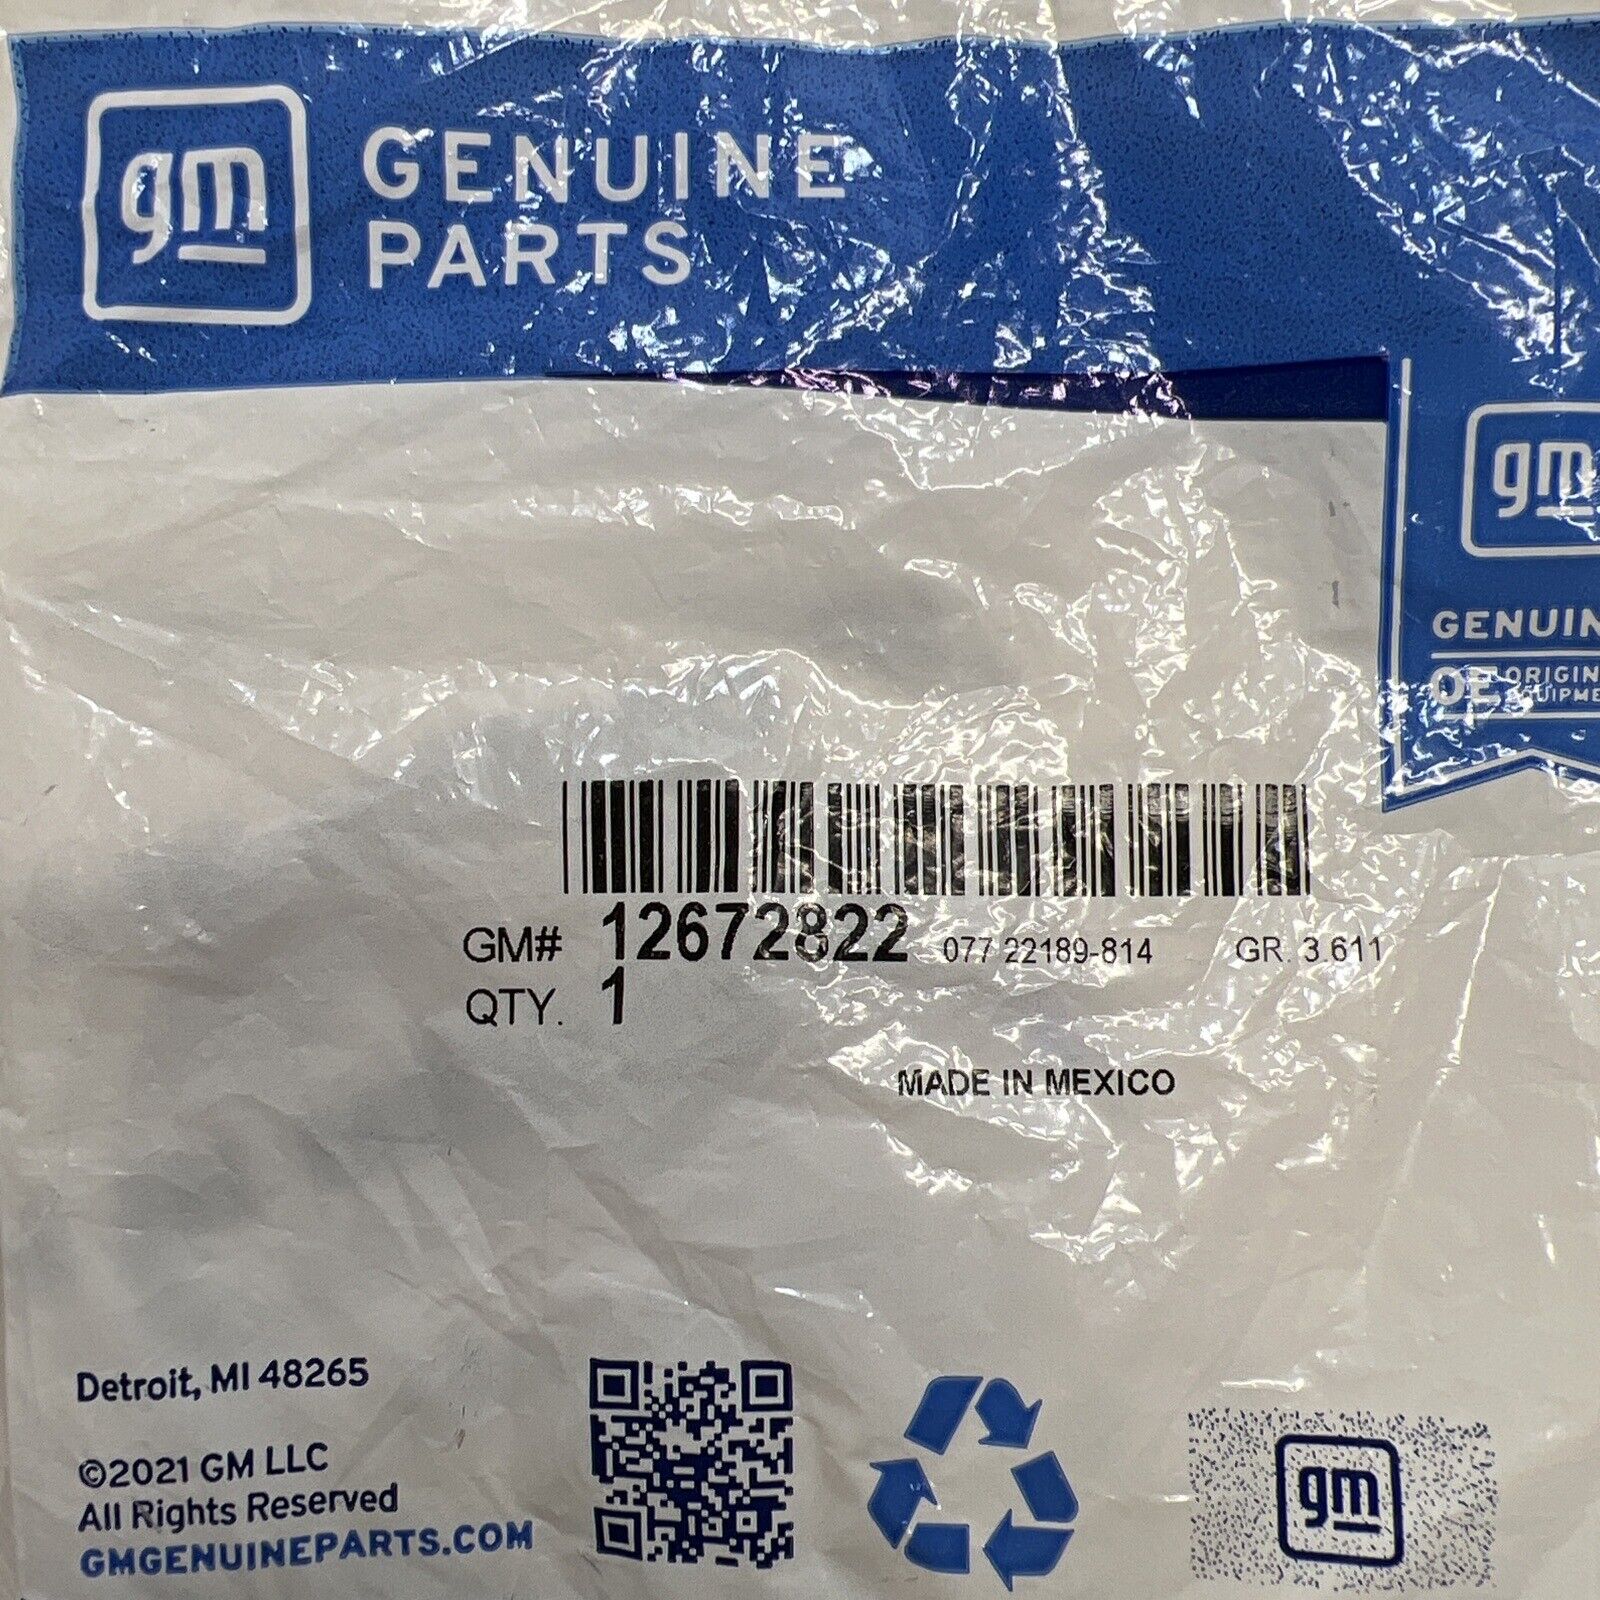 gm GENUINE
PARTS
gm
GENUIN
OE ORIGIN
EQUIPME
GM# 12672822 077 22189-814 GR. 3.611
QTY. 1
MADE IN MEXICO
Detroit, MI 48265
©2021 GM LLC
All Rights Reserved
GMGENUINEPARTS.COM
gm